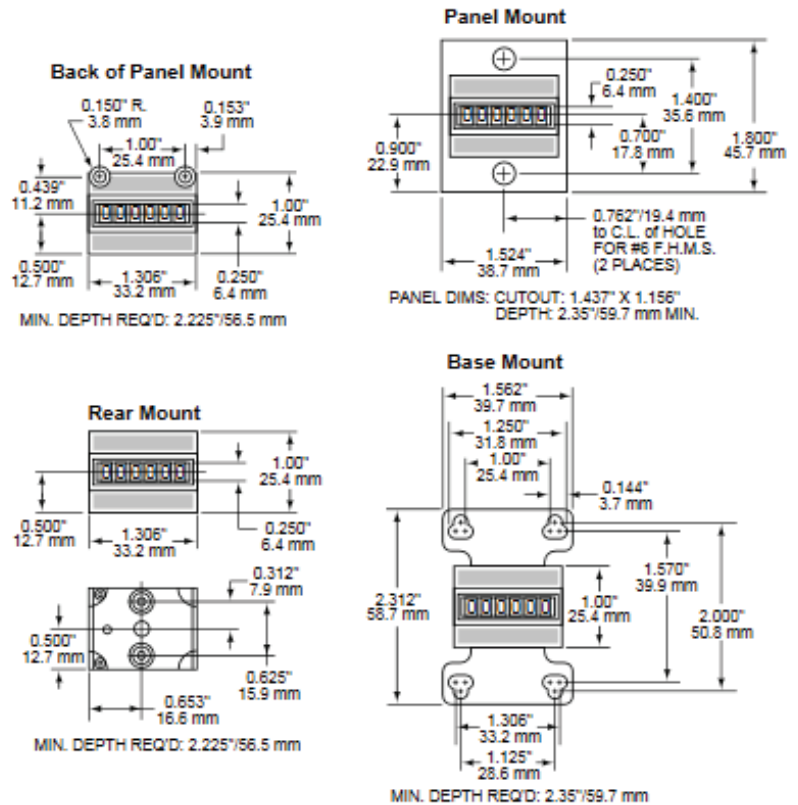 Back of Panel Mount
0.150" R.
3.8 mm
0.153"
3.9 mm
1.00"
25.4 mm
0.439"
11.2 mm
1.00"
25.4 mm
0.500"
12.7 mm
1.306"
33.2 mm
0.250"
6.4 mm
MIN. DEPTH REQ'D: 2.225"/56.5 mm
Panel Mount
0.250"
6.4 mm
1.400"
35.6 mm
0.900"
22.9 mm
0.700"
17.8 mm
1.800"
45.7 mm
0.762"/19.4 mm
to C.L. of HOLE
FOR #6 F.H.M.S.
(2 PLACES)
1.524"
38.7 mm
PANEL DIMS: CUTOUT: 1.437" X 1.156"
DEPTH: 2.35"/59.7 mm MIN.
Rear Mount
1.00"
25.4 mm
0.500"
12.7 mm
1.306"
33.2 mm
0.250"
6.4 mm
0.312"
7.9 mm
0.500"
12.7 mm
0.625"
15.9 mm
0.653"
16.6 mm
MIN. DEPTH REQ'D: 2.225"/56.5 mm
Base Mount
1.562"
39.7 mm
1.250"
31.8 mm
1.00"
25.4 mm
0.144"
3.7 mm
2.312"
58.7 mm
1.00"
25.4 mm
1.570"
39.9 mm
2.000"
50.8 mm
1.306"
33.2 mm
1.125"
28.6 mm
MIN. DEPTH REQ'D: 2.35"/59.7 mm